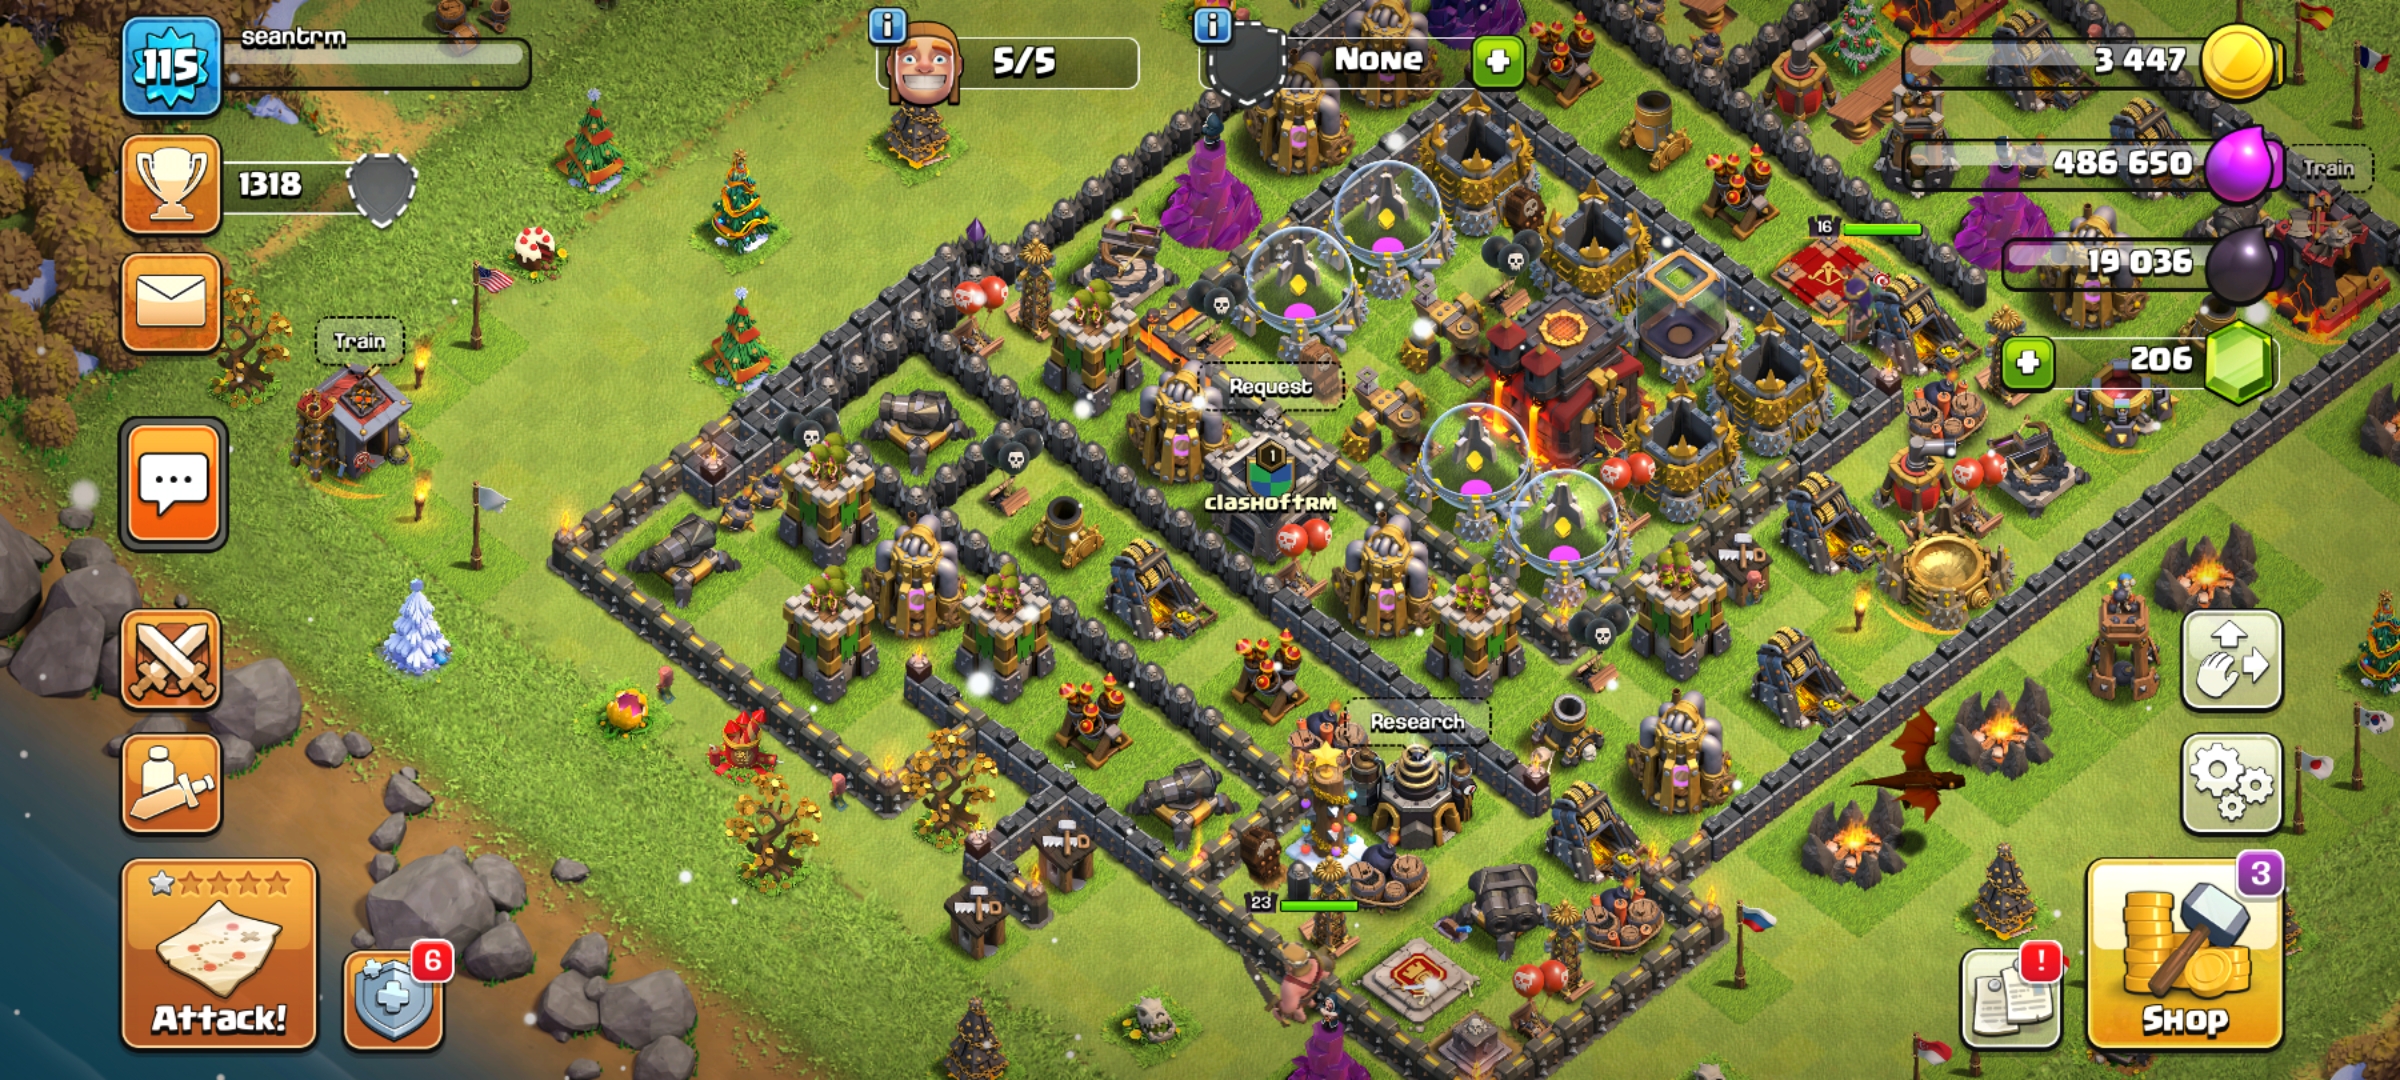 115
seantrm
5/5
None
3 447
1318
486 650
Train
16
19 036
Train
206
Request
1
clashofTRM
Research
23
3
6
!
Attack!
Shop